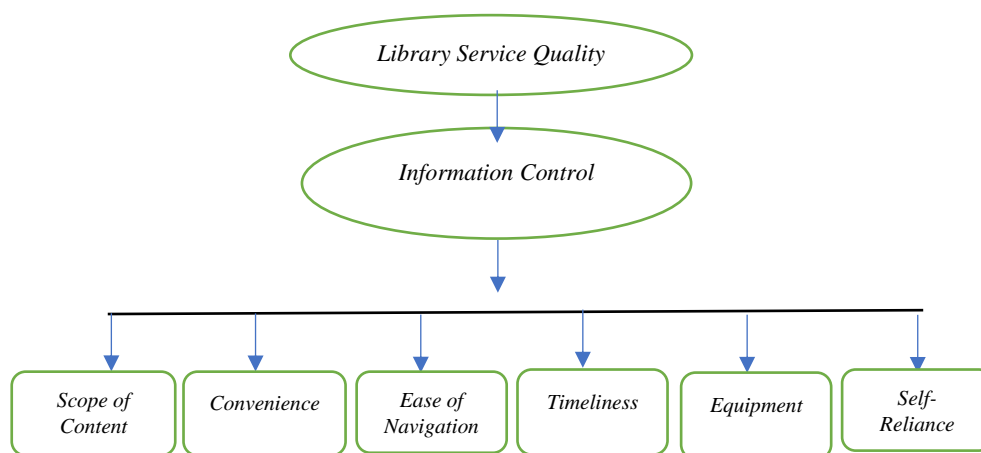 Library Service Quality
Information Control
Scope of
Content
Convenience
Ease of
Navigation
Timeliness
Equipment
Self-
Reliance